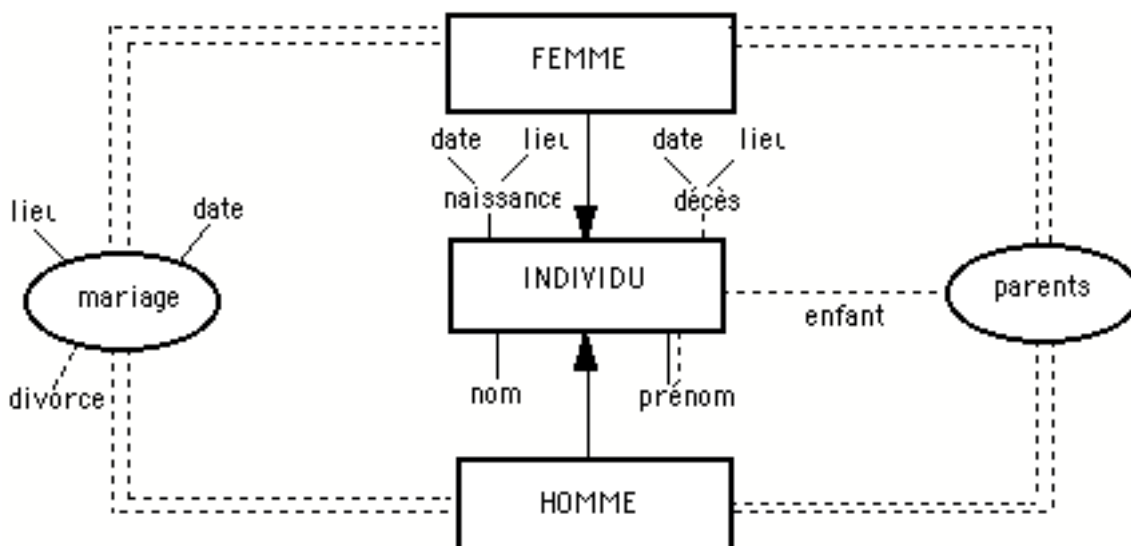 FEMME
date lieu date lieu
naissance décès
lieu date
INDIVIDU
mariage parents
enfant
divorce nom prénom
HOMME